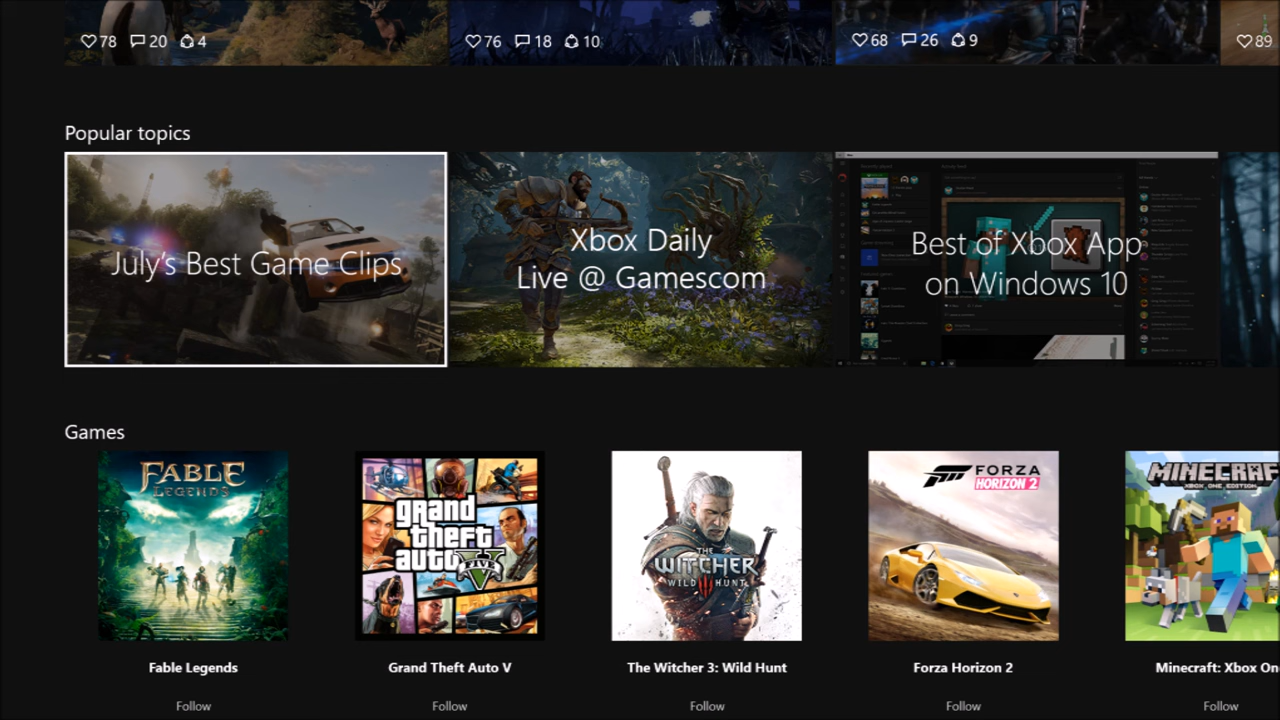 78 20 4
76 18 10
68 26 9
89
Popular topics
July's Best Game Clips
Xbox Daily
Live @ Gamescom
Best of Xbox App
on Windows 10
Games
FABLE
LEGENDS
grand
theft
auto
V
FIVE
THE
WITCHER
WILD HUNT
FORZA
HORIZON 2
MINECRAF
XBOX ONE EDITION
Fable Legends
Grand Theft Auto V
The Witcher 3: Wild Hunt
Forza Horizon 2
Minecraft: Xbox On
Follow
Follow
Follow
Follow
Follow